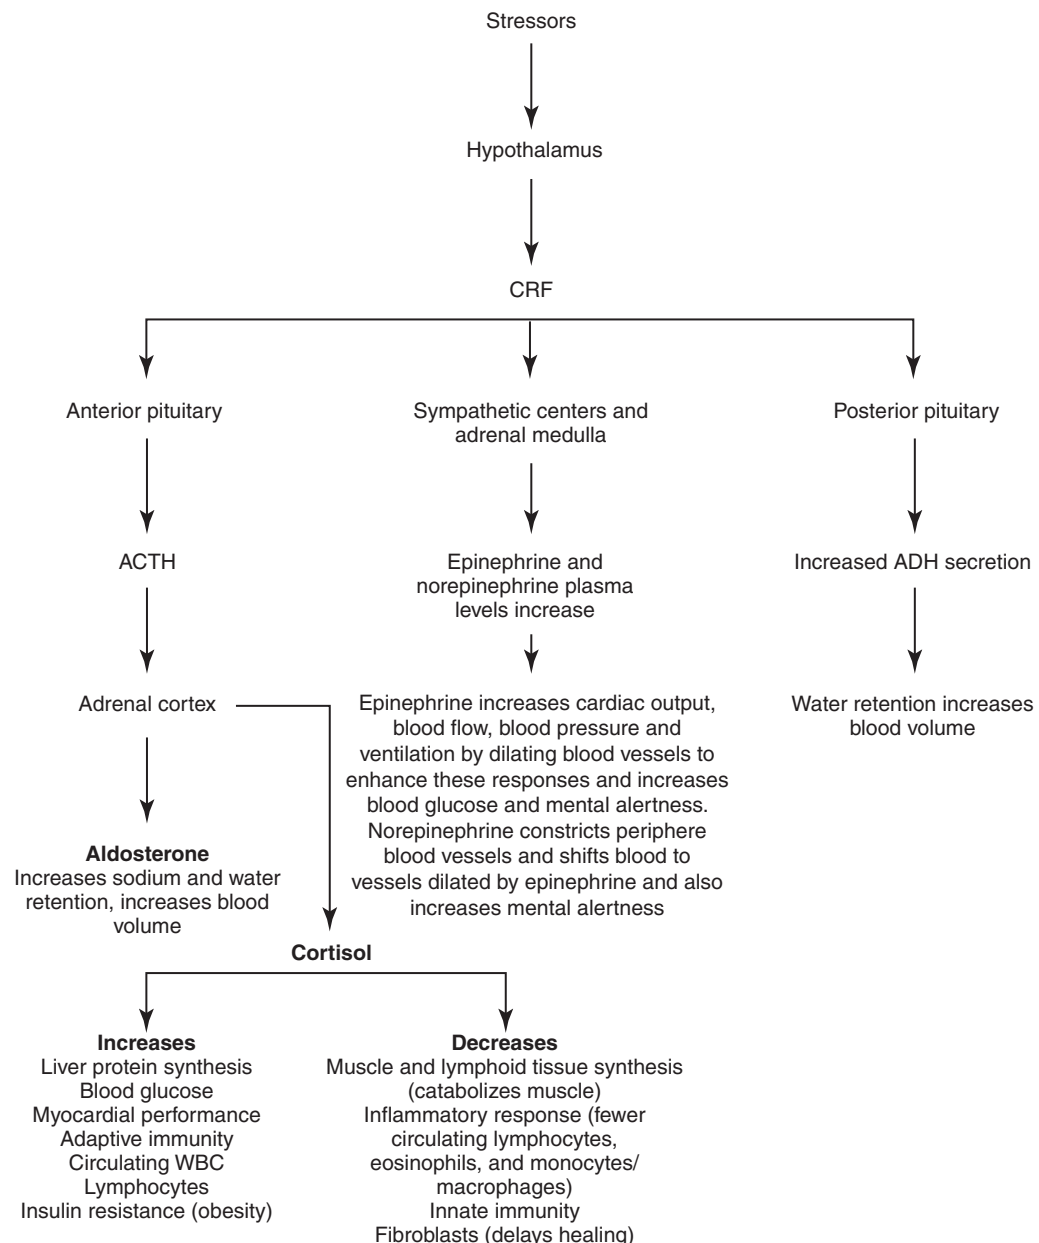 Stressors
Hypothalamus
CRF
Anterior pituitary
Sympathetic centers and
adrenal medulla
Posterior pituitary
ACTH
Epinephrine and
norepinephrine plasma
levels increase
Increased ADH secretion
Adrenal cortex
Epinephrine increases cardiac output,
blood flow, blood pressure and
ventilation by dilating blood vessels to
enhance these responses and increases
blood glucose and mental alertness.
Norepinephrine constricts periphere
blood vessels and shifts blood to
vessels dilated by epinephrine and also
increases mental alertness
Water retention increases
blood volume
Aldosterone
Increases sodium and water
retention, increases blood
volume
Cortisol
Increases
Liver protein synthesis
Blood glucose
Myocardial performance
Adaptive immunity
Circulating WBC
Lymphocytes
Insulin resistance (obesity)
Decreases
Muscle and lymphoid tissue synthesis
(catabolizes muscle)
Inflammatory response (fewer
circulating lymphocytes,
eosinophils, and monocytes/
macrophages)
Innate immunity
Fibroblasts (delays healing)